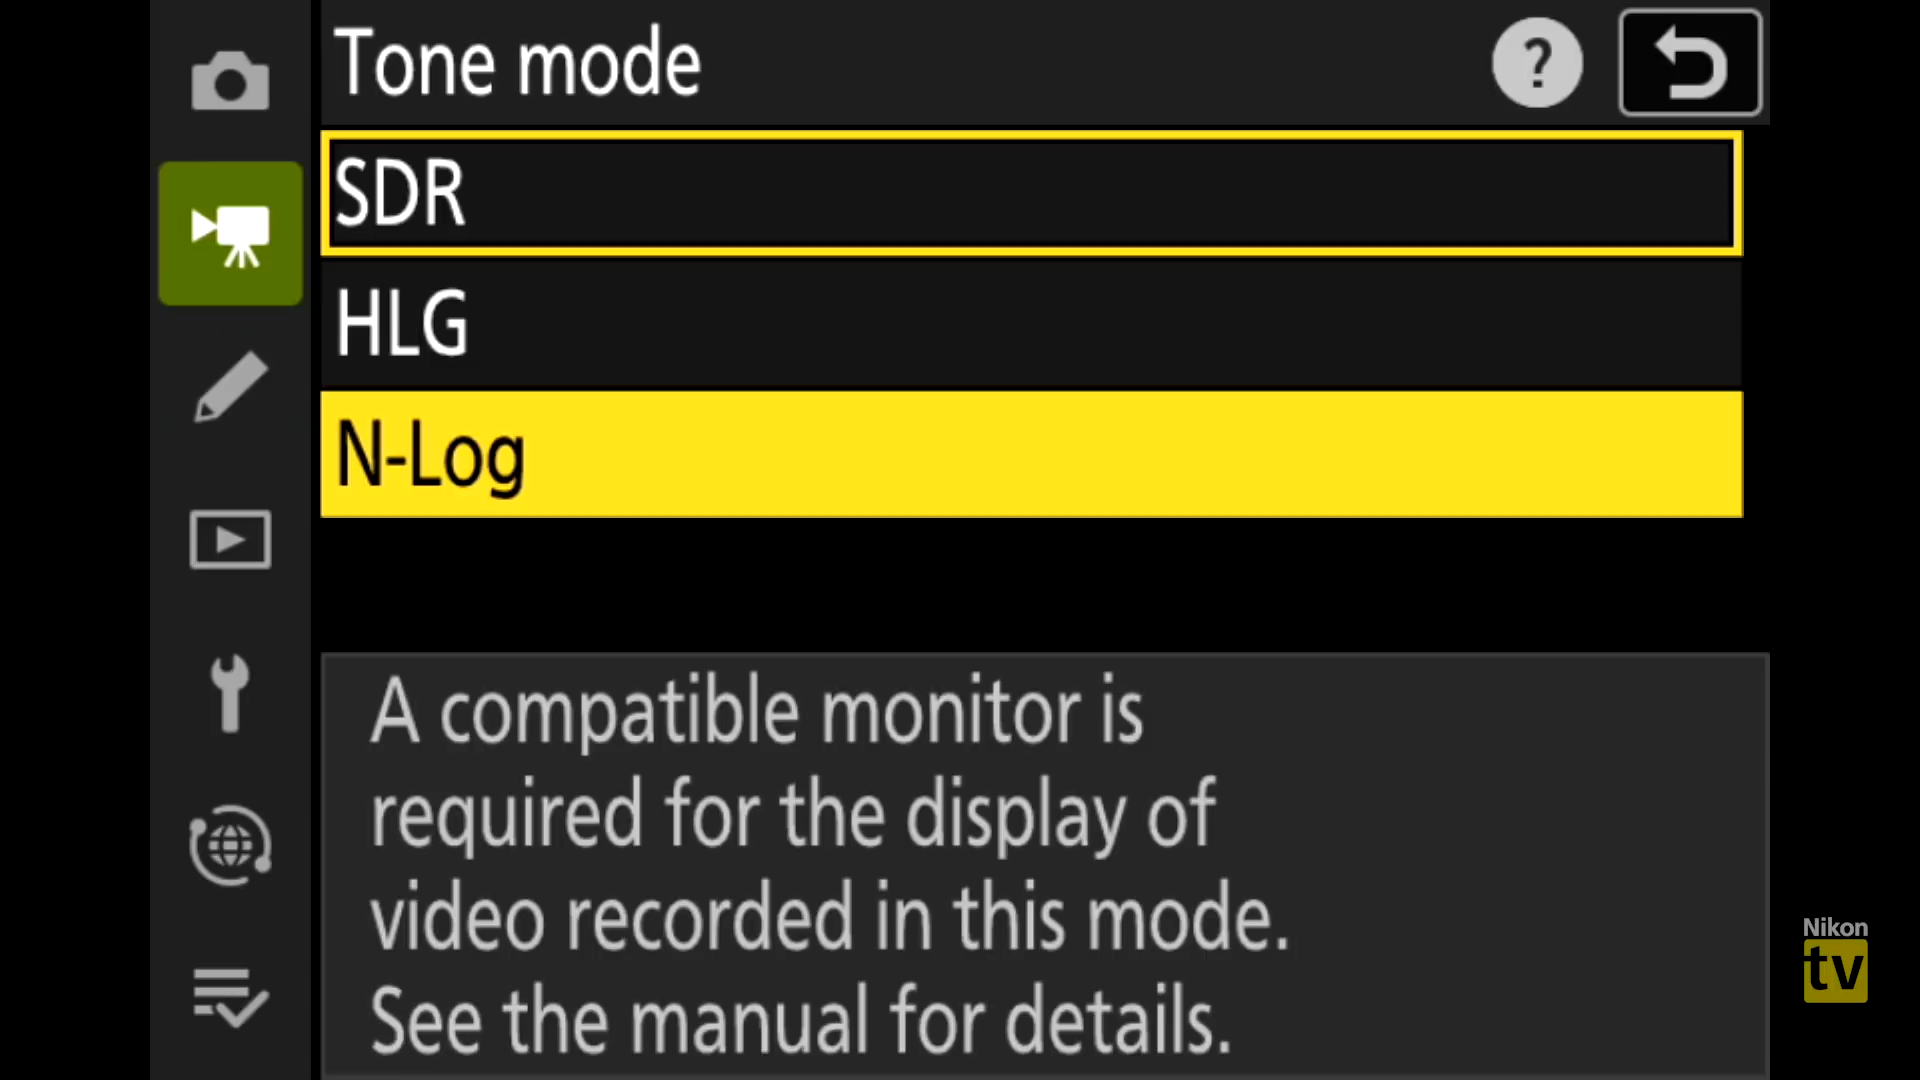 Tone mode
?
SDR
HLG
N-Log
A compatible monitor is
required for the display of
video recorded in this mode.
See the manual for details.
Nikon
tv